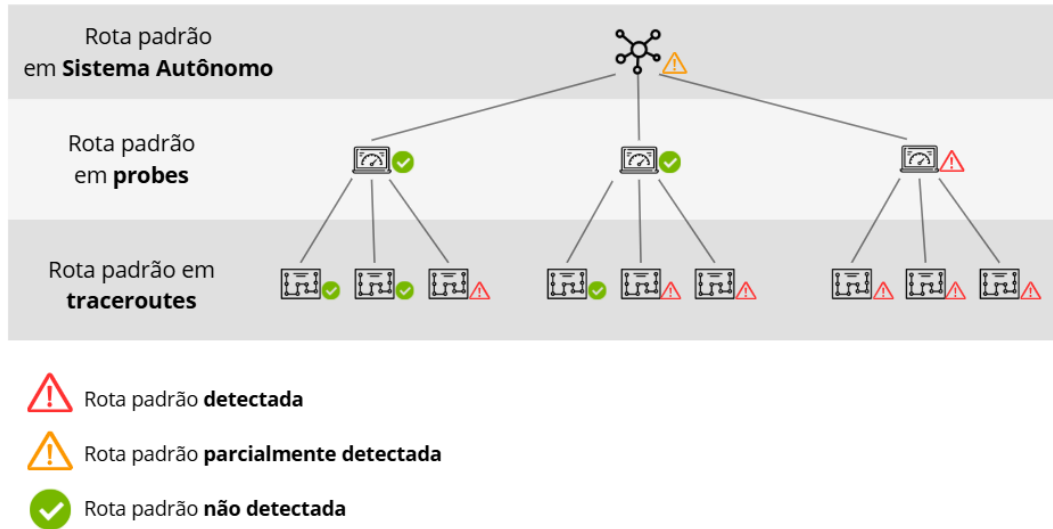 Rota padrão
em Sistema Autônomo
Rota padrão
em probes
Rota padrão em
traceroutes
Rota padrão detectada
Rota padrão parcialmente detectada
Rota padrão não detectada